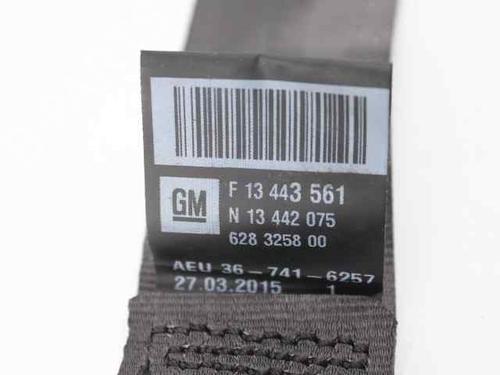 GM
F 13 443 561
N 13 442 075
628 3258 00
AEU 36-741-6257
27.03.2015 1